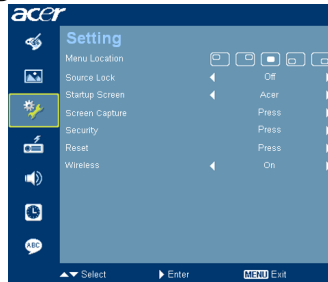 acer
Setting
Menu Location
Source Lock Off
Startup Screen Acer
Screen Capture Press
Security Press
Reset Press
Wireless On
ABC
Select Enter MENU Exit